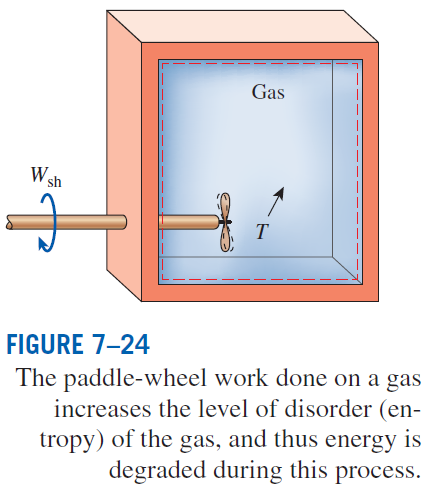 Gas
W sh
T
FIGURE 7–24
The paddle-wheel work done on a gas
increases the level of disorder (en-
tropy) of the gas, and thus energy is
degraded during this process.